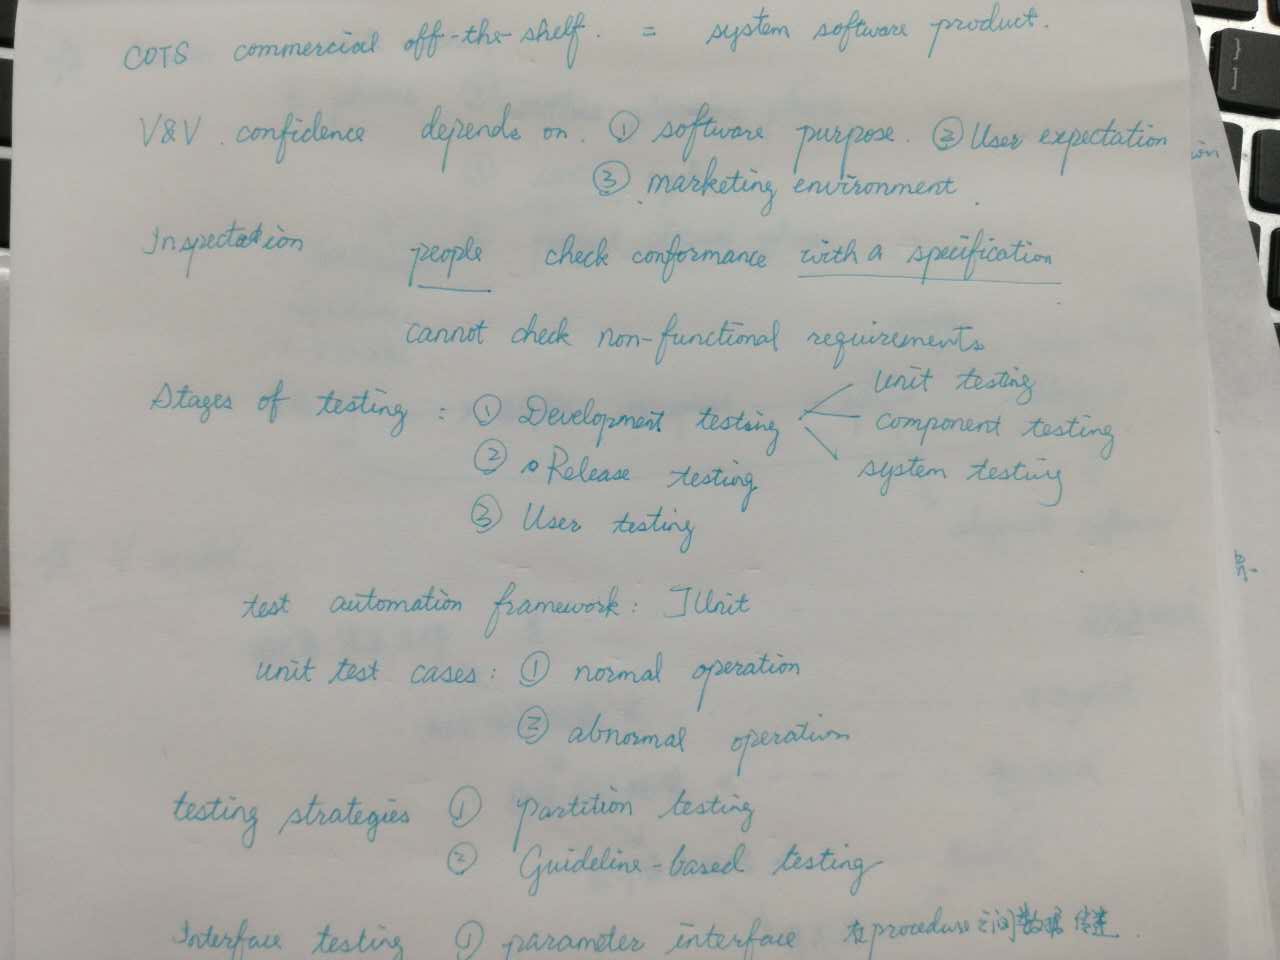 COTS commercial off-the-shelf. = system software product.
V&V. confidence depends on. ① software purpose. ② User expectation
③ marketing environment.
Inspectation people check conformance with a specification
cannot check non-functional requirements
Stages of testing: ① Development testing unit testing
component testing
② Release testing system testing
③ User testing
test automation framework: JUnit
unit test cases: ① normal operation
② abnormal operation
testing strategies ① partition testing
② Guideline-based testing
Interface testing ① parameter interface 在procedure之间数据传递.